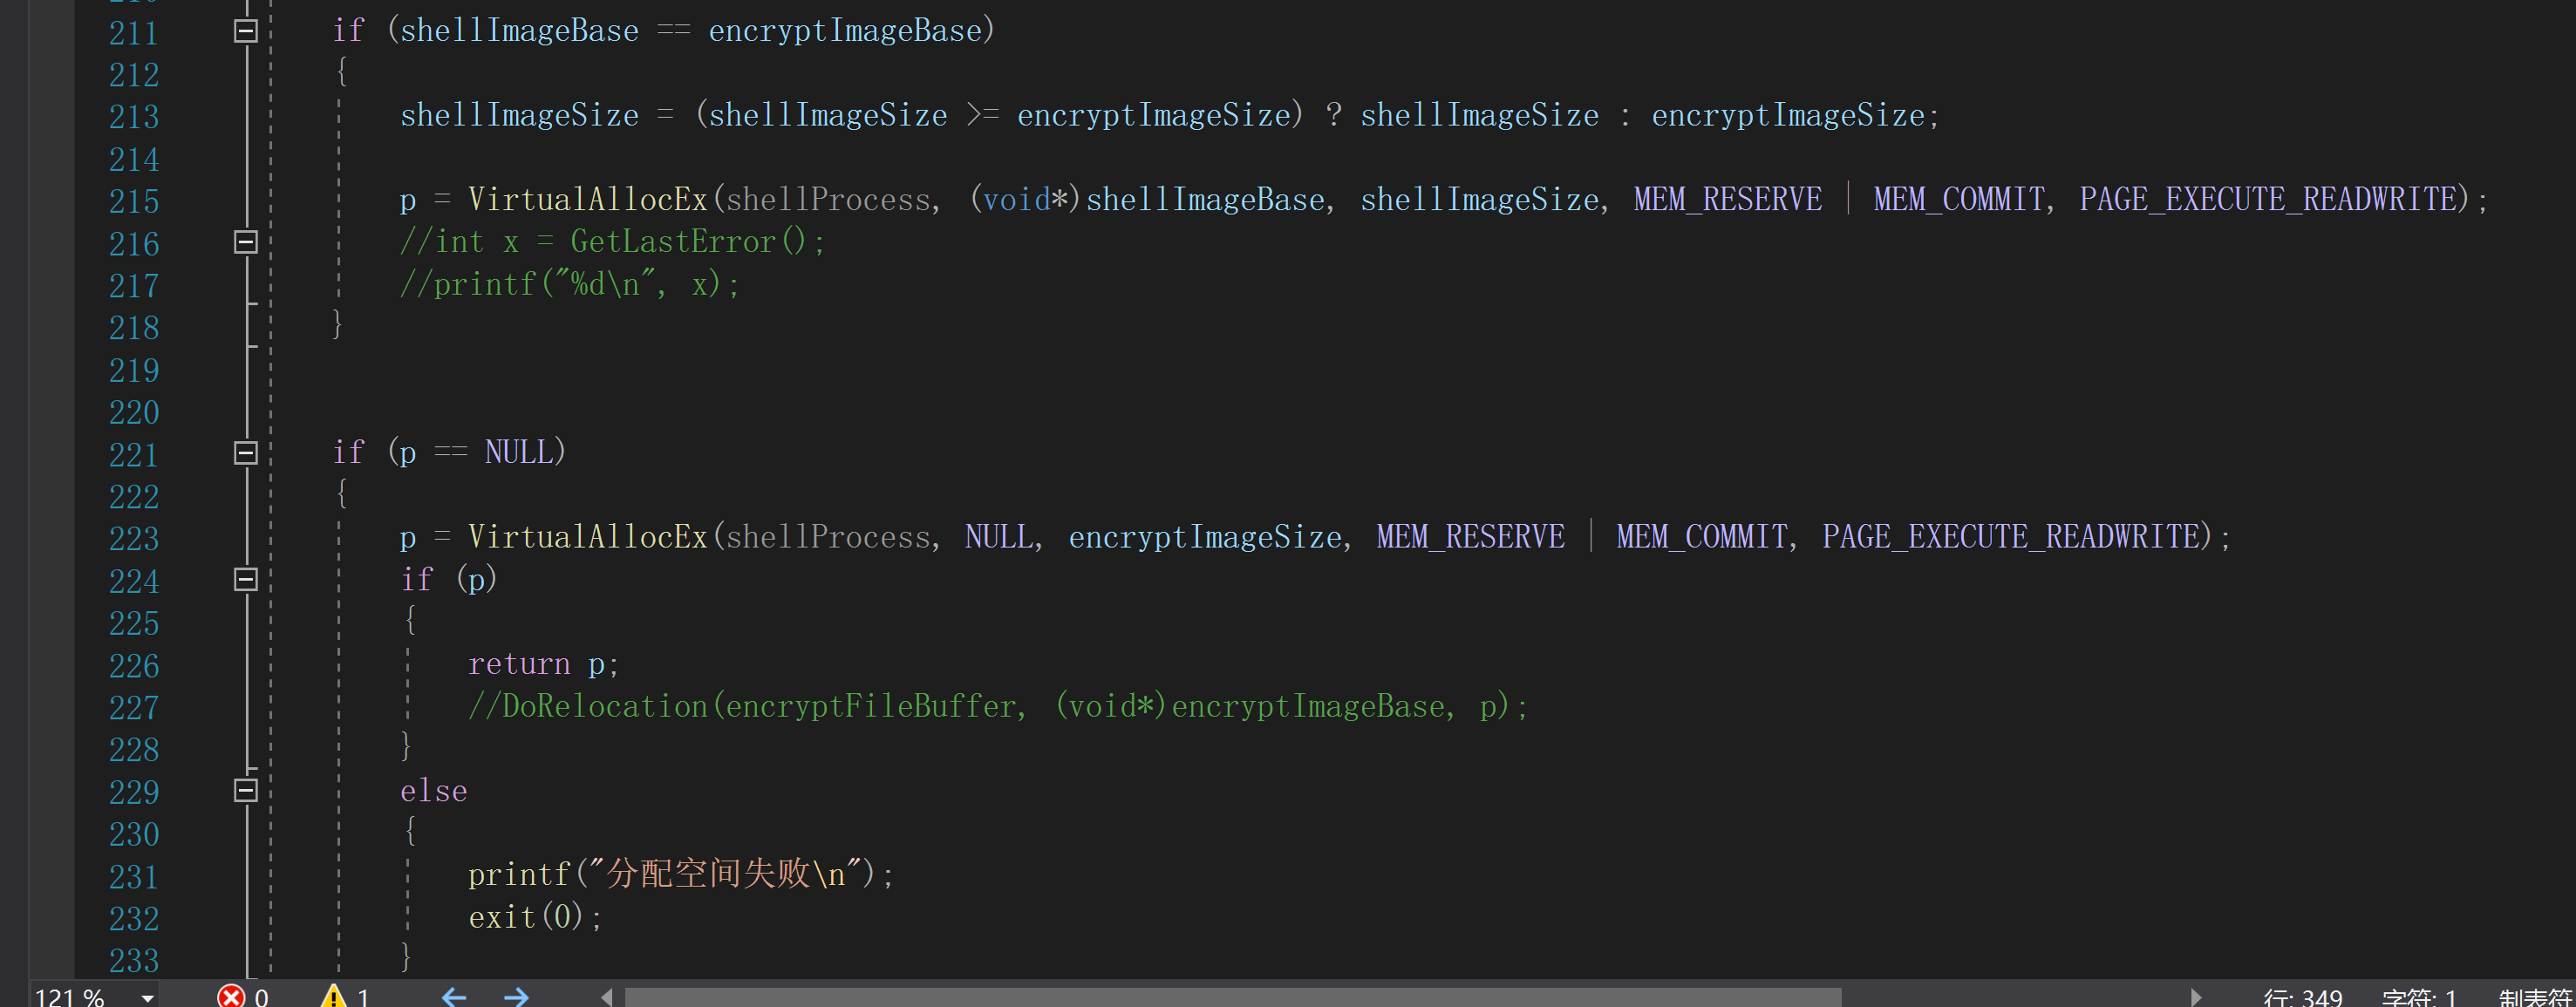 211 if (shellImageBase == encryptImageBase)
212 {
213 shellImageSize = (shellImageSize >= encryptImageSize) ? shellImageSize : encryptImageSize;
214
215 p = VirtualAllocEx(shellProcess, (void*)shellImageBase, shellImageSize, MEM_RESERVE | MEM_COMMIT, PAGE_EXECUTE_READWRITE);
216 //int x = GetLastError();
217 //printf("%d\n", x);
218 }
219
220
221 if (p == NULL)
222 {
223 p = VirtualAllocEx(shellProcess, NULL, encryptImageSize, MEM_RESERVE | MEM_COMMIT, PAGE_EXECUTE_READWRITE);
224 if (p)
225 {
226 return p;
227 //DoRelocation(encryptFileBuffer, (void*)encryptImageBase, p);
228 }
229 else
230 {
231 printf("分配空间失败\n");
232 exit(0);
233 }
121 % 0 1 行: 349 字符: 1 制表符